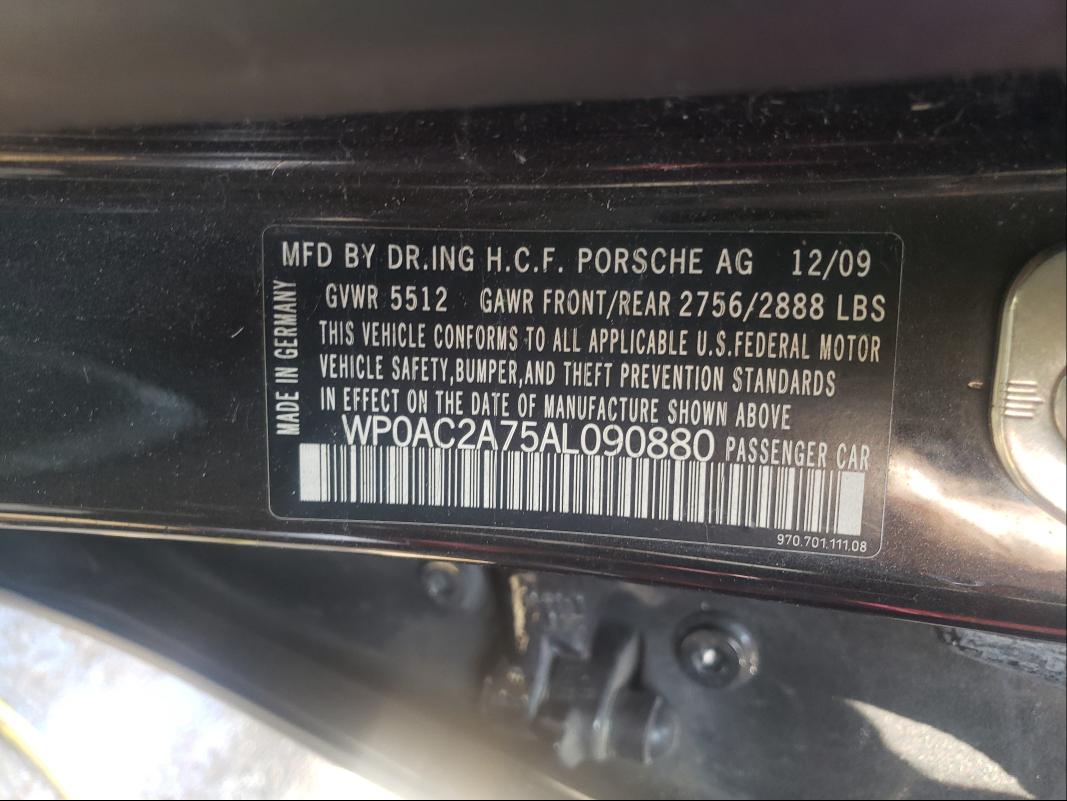 MFD BY DR.ING H.C.F. PORSCHE AG 12/09
GVWR 5512 GAWR FRONT/REAR 2756/2888 LBS
THIS VEHICLE CONFORMS TO ALL APPLICABLE U.S.FEDERAL MOTOR
VEHICLE SAFETY,BUMPER,AND THEFT PREVENTION STANDARDS
IN EFFECT ON THE DATE OF MANUFACTURE SHOWN ABOVE
WP0AC2A75AL090880 PASSENGER CAR
970.701.111.08
MADE IN GERMANY